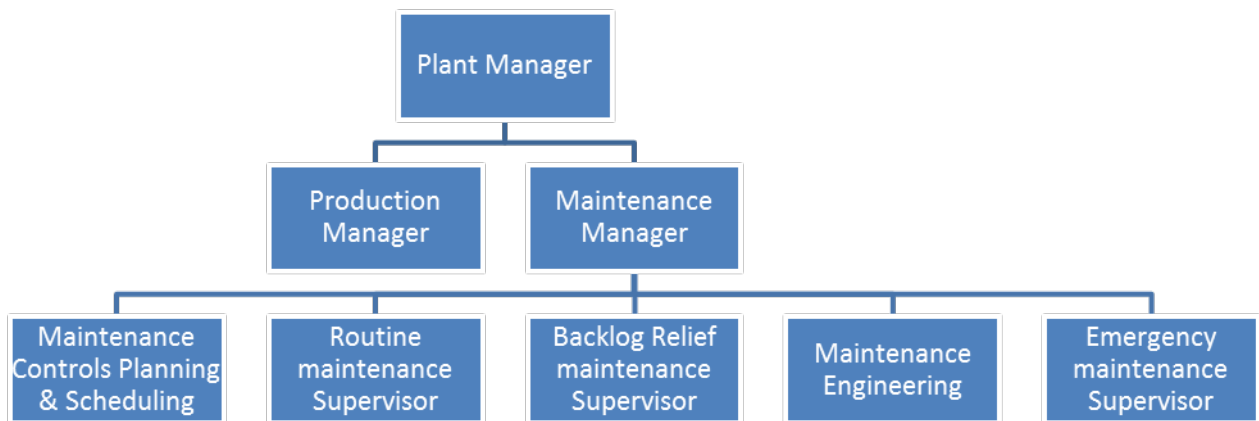 Plant Manager
Production
Manager
Maintenance
Manager
Maintenance
Controls Planning
& Scheduling
Routine
maintenance
Supervisor
Backlog Relief
maintenance
Supervisor
Maintenance
Engineering
Emergency
maintenance
Supervisor